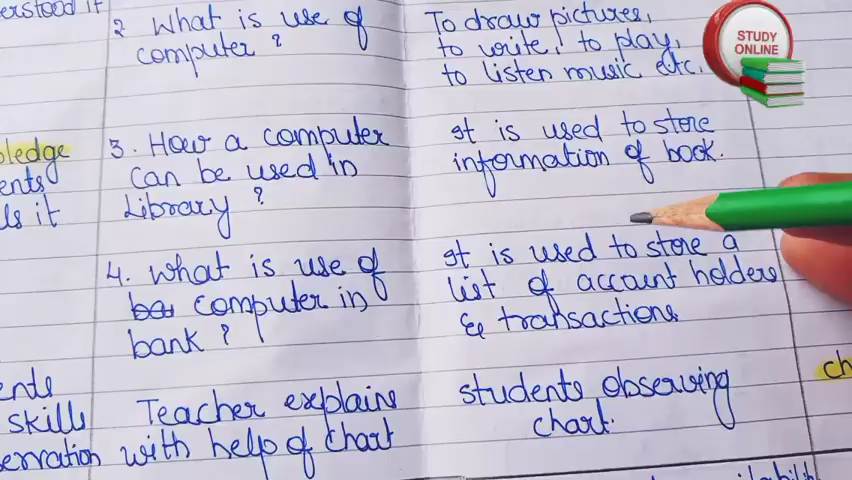 erstood it
2 What is use of
computer ?
To draw pictures,
to write, to play,
to listen music etc.
STUDY
ONLINE
ledge
ents
ls it
3. How a computer
can be used in
Library ?
It is used to store
information of book.
4. What is use of
computer in
bank ?
It is used to store a
list of account holders
& transactions
ents
skills
ervation
Teacher explains
with help of chart
students observing
chart.
ch